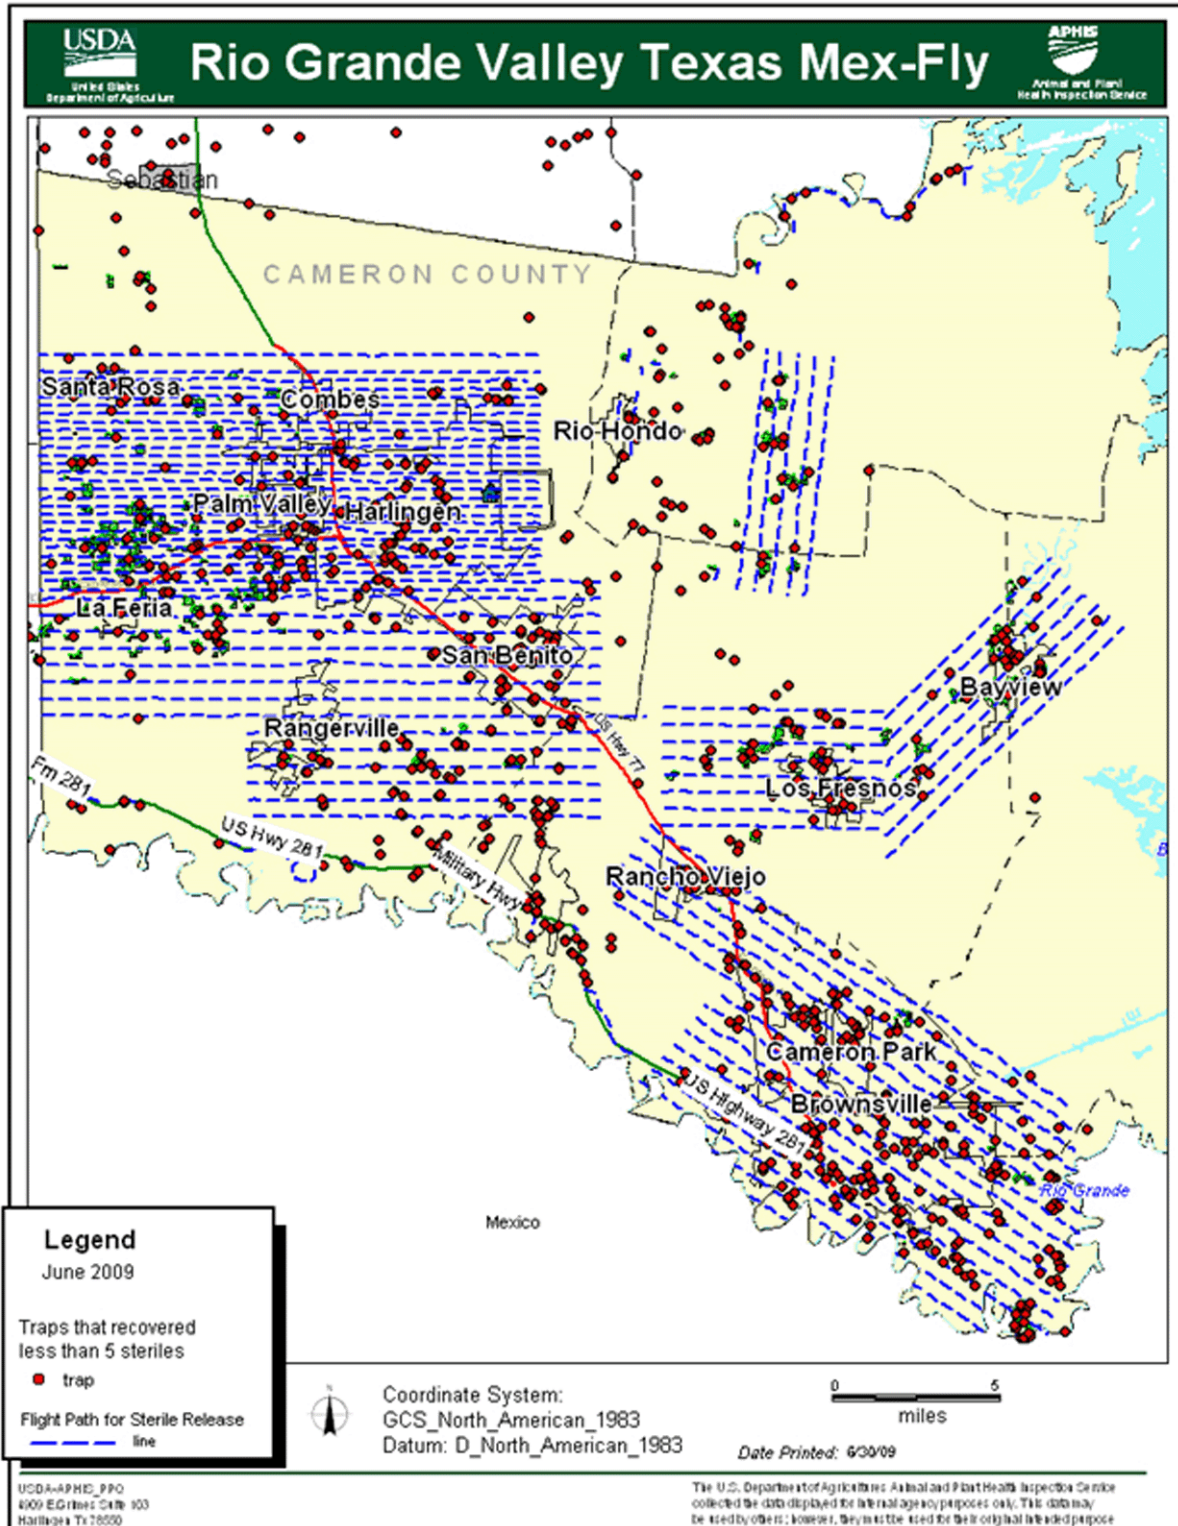 USDA
United States
Department of Agriculture
Rio Grande Valley Texas Mex-Fly
APHIS
Animal and Plant
Health Inspection Service
Sebastian
CAMERON COUNTY
Santa Rosa
Combes
Rio Hondo
Palm Valley
Harlingen
La Feria
San Benito
Bayview
Rangerville
US Hwy 77
Fm 281
Los Fresnos
US Hwy 281
Military Hwy
Rancho Viejo
Cameron Park
US Highway 281
Brownsville
Rio Grande
Mexico
Legend
June 2009
Traps that recovered
less than 5 steriles
trap
Flight Path for Sterile Release
line
N
Coordinate System:
GCS_North_American_1983
Datum: D_North_American_1983
0 5
miles
Date Printed: 6/30/09
USDA-APHIS_PPQ
4909 E.Grimes Suite 103
Harlingen Tx 78550
The U.S. Department of Agricultures Animal and Plant Health Inspection Service
collected the data displayed for internal agency purposes only. This data may
be used by others; however, they must be used for their original intended purpose